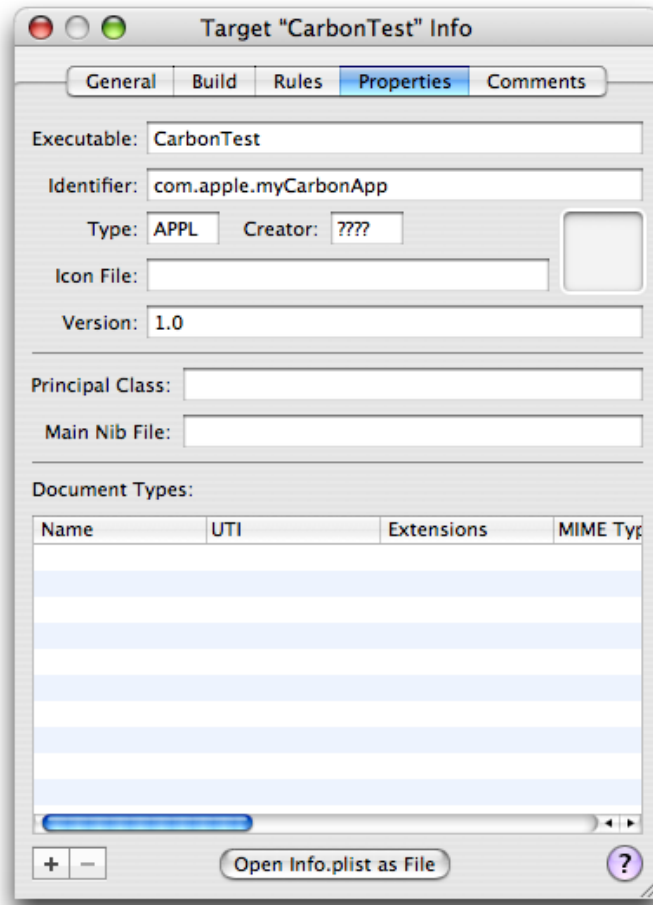 Target “CarbonTest” Info
General Build Rules Properties Comments
Executable: CarbonTest
Identifier: com.apple.myCarbonApp
Type: APPL Creator: ????
Icon File:
Version: 1.0
Principal Class:
Main Nib File:
Document Types:
Name UTI Extensions MIME Typ
+ − Open Info.plist as File ?